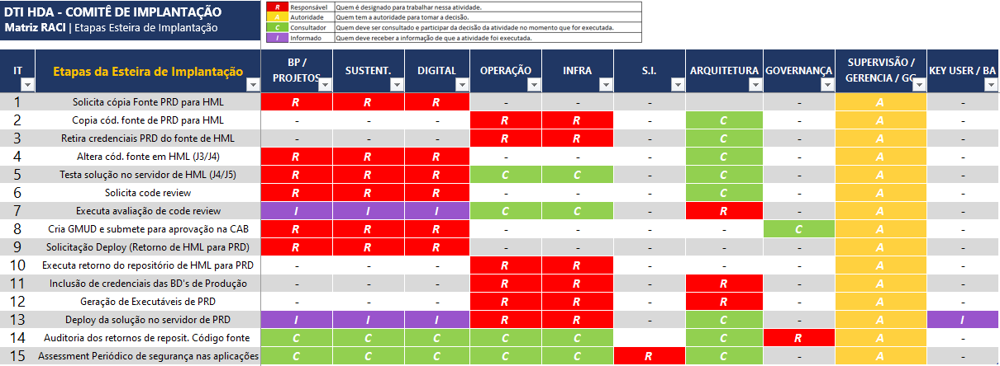 DTI HDA - COMITÊ DE IMPLANTAÇÃO
Matriz RACI | Etapas Esteira de Implantação
R Responsável Quem é designado para trabalhar nessa atividade.
A Autoridade Quem tem a autoridade para tomar a decisão.
C Consultador Quem deve ser consultado e participar da decisão da atividade no momento que for executada.
I Informado Quem deve receber a informação de que a atividade foi executada.
IT Etapas da Esteira de Implantação BP / PROJETOS SUSTENT. DIGITAL OPERAÇÃO INFRA S.I. ARQUITETURA GOVERNANÇA SUPERVISÃO / GERENCIA / GG KEY USER / BA
1 Solicita cópia Fonte PRD para HML R R R - - - - - A -
2 Copia cód. fonte de PRD para HML - - - R R - C - A -
3 Retira credenciais PRD do fonte de HML - - - R R - C - A -
4 Altera cód. fonte em HML (J3/J4) R R R - - - C - A -
5 Testa solução no servidor de HML (J4/J5) R R R C C - C - A -
6 Solicita code review R R R - - - C - A -
7 Executa avaliação de code review I I I C C - R - A -
8 Cria GMUD e submete para aprovação na CAB R R R - - - - C A -
9 Solicitação Deploy (Retorno de HML para PRD) R R R - - - - - A -
10 Executa retorno do repositório de HML para PRD - - - R R - - - A -
11 Inclusão de credenciais das BD's de Produção - - - R R - R - A -
12 Geração de Executáveis de PRD - - - R R - R - A -
13 Deploy da solução no servidor de PRD I I I R R - C - A I
14 Auditoria dos retornos de reposit. Código fonte C C C C C C R A -
15 Assessment Periódico de segurança nas aplicações C C C C C R C - A -